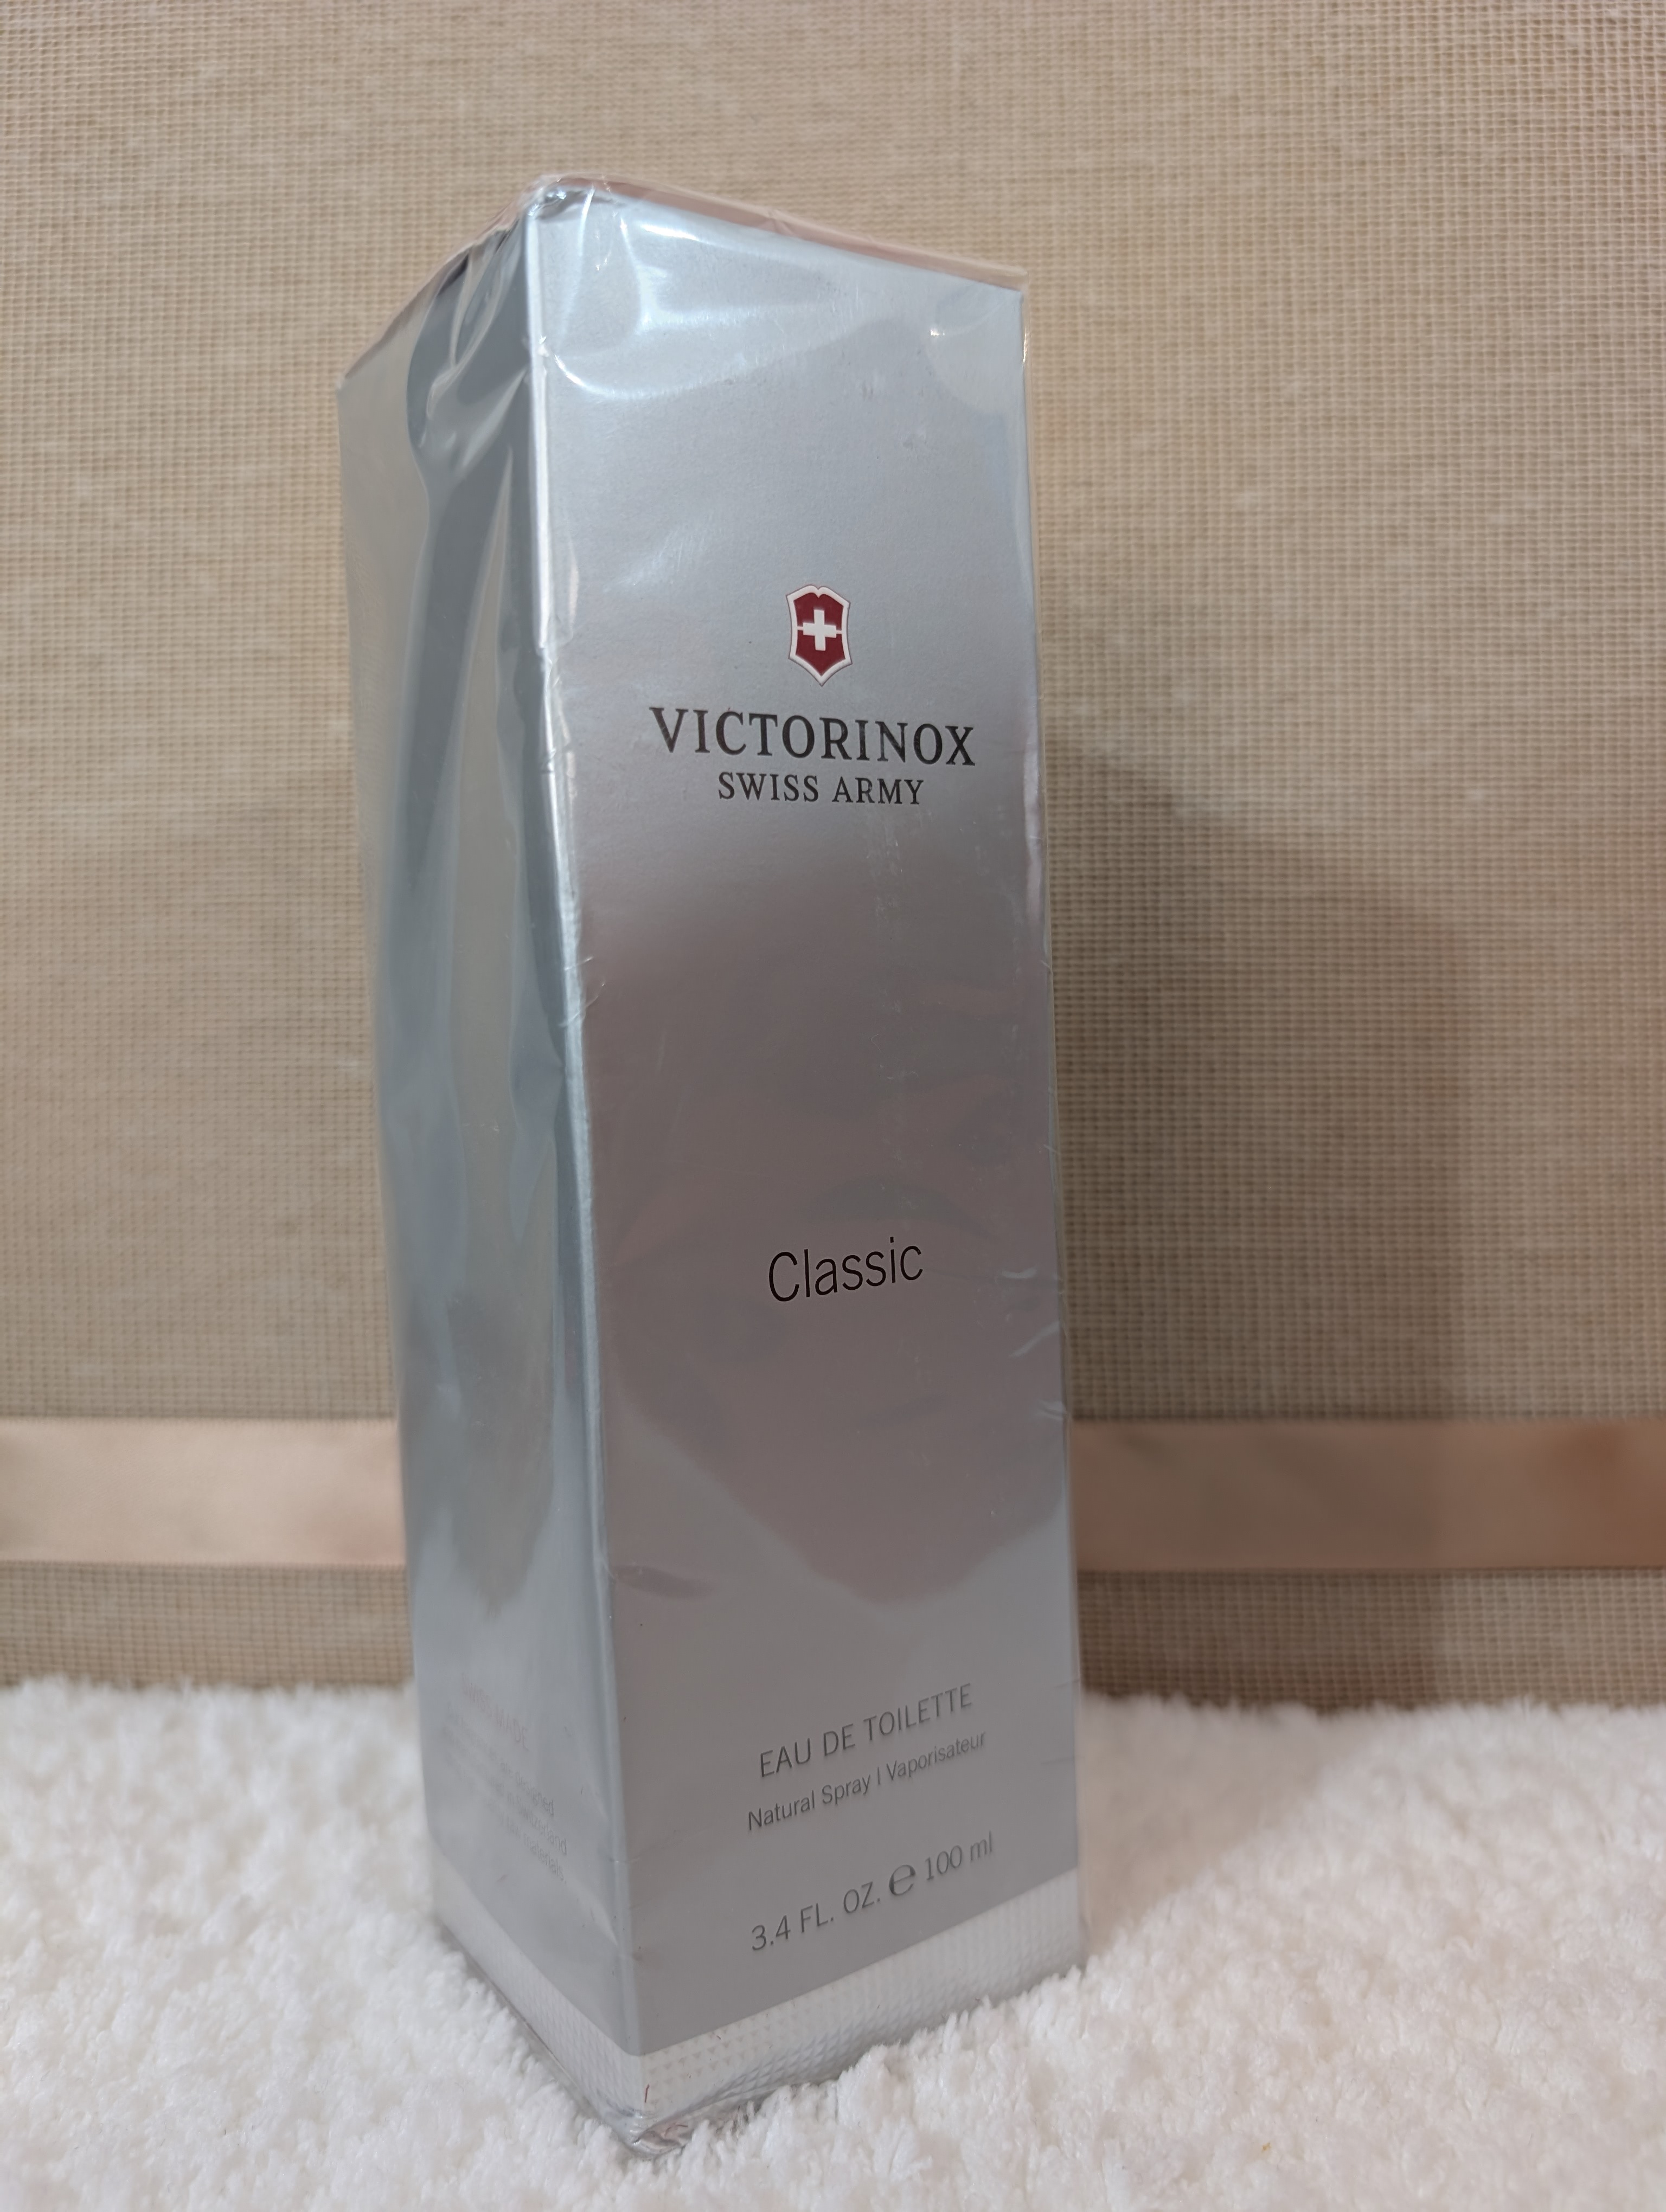 VICTORINOX
SWISS ARMY
Classic
EAU DE TOILETTE
Natural Spray | Vaporisateur
3.4 FL. OZ. ℮ 100 ml